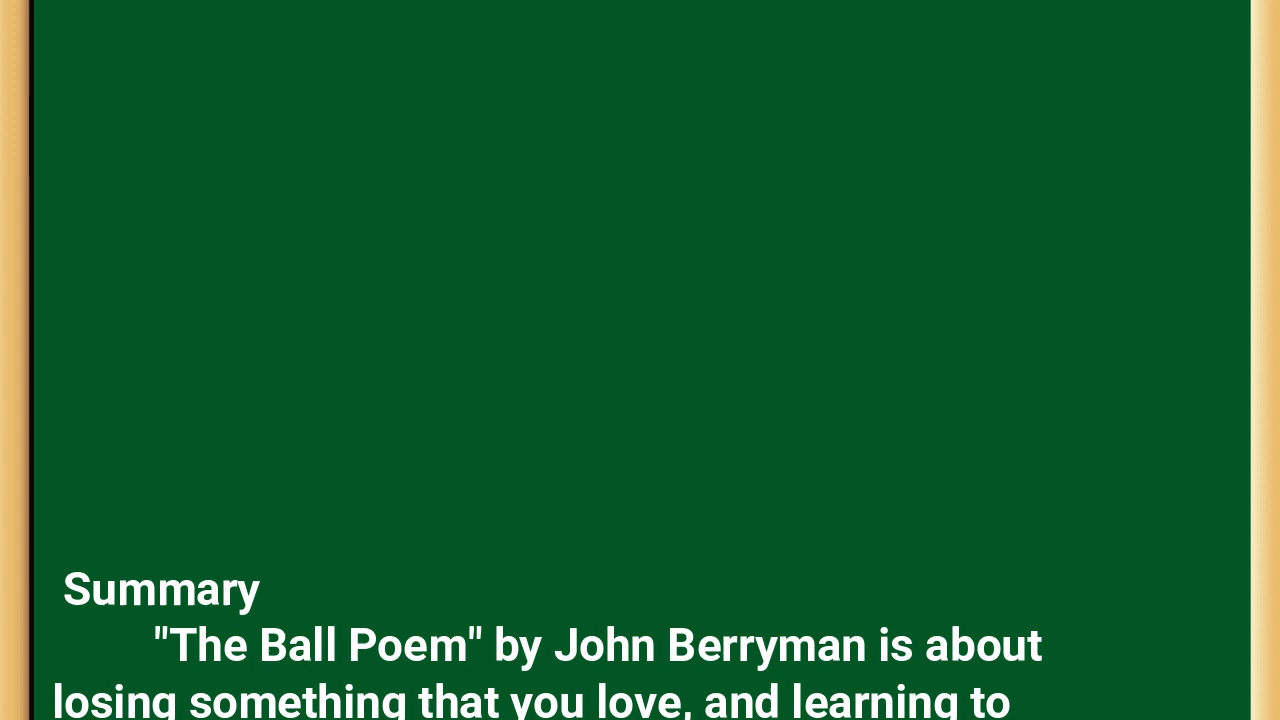 Summary
"The Ball Poem" by John Berryman is about
losing something that you love, and learning to